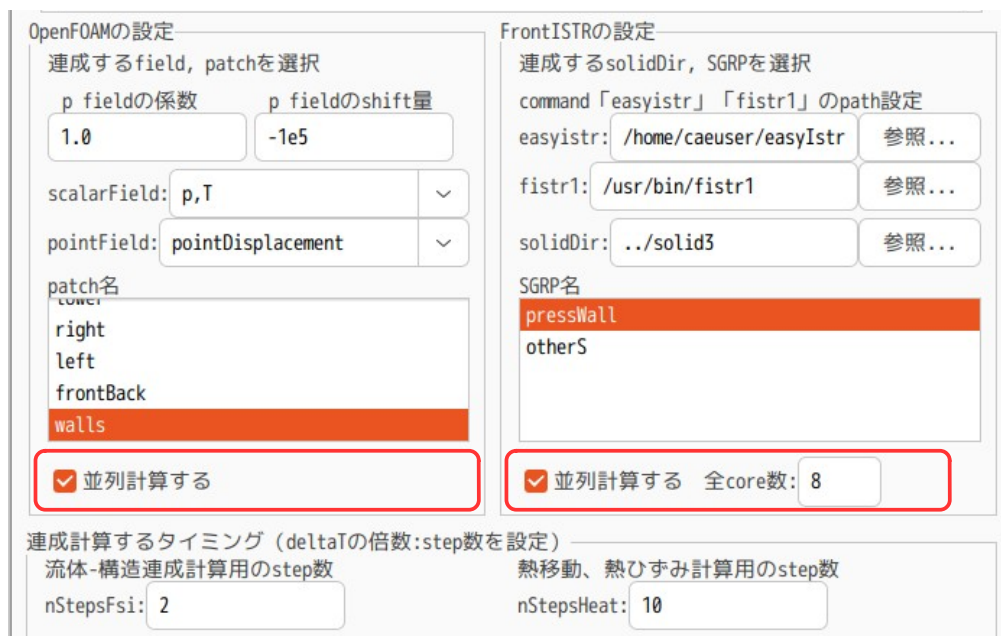 OpenFOAMの設定
連成するfield, patchを選択
p fieldの係数 p fieldのshift量
1.0 -1e5
scalarField: p,T
pointField: pointDisplacement
patch名
lower
right
left
frontBack
walls
並列計算する
FrontISTRの設定
連成するsolidDir, SGRPを選択
command「easyistr」「fistr1」のpath設定
easyistr: /home/caeuser/easyIstr 参照...
fistr1: /usr/bin/fistr1 参照...
solidDir: ../solid3 参照...
SGRP名
pressWall
otherS
並列計算する 全core数: 8
連成計算するタイミング (deltaTの倍数:step数を設定)
流体-構造連成計算用のstep数
nStepsFsi: 2
熱移動、熱ひずみ計算用のstep数
nStepsHeat: 10